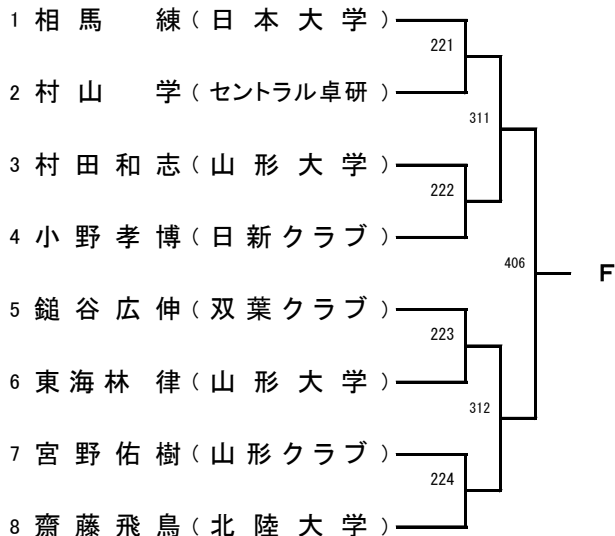 1 相馬 練（日本大学）
221
2 村山 学（セントラル卓研）
311
3 村田和志（山形大学）
222
4 小野孝博（日新クラブ）
406
F
5 鎚谷広伸（双葉クラブ）
223
6 東海林 律（山形大学）
312
7 宮野佑樹（山形クラブ）
224
8 齋藤飛鳥（北陸大学）